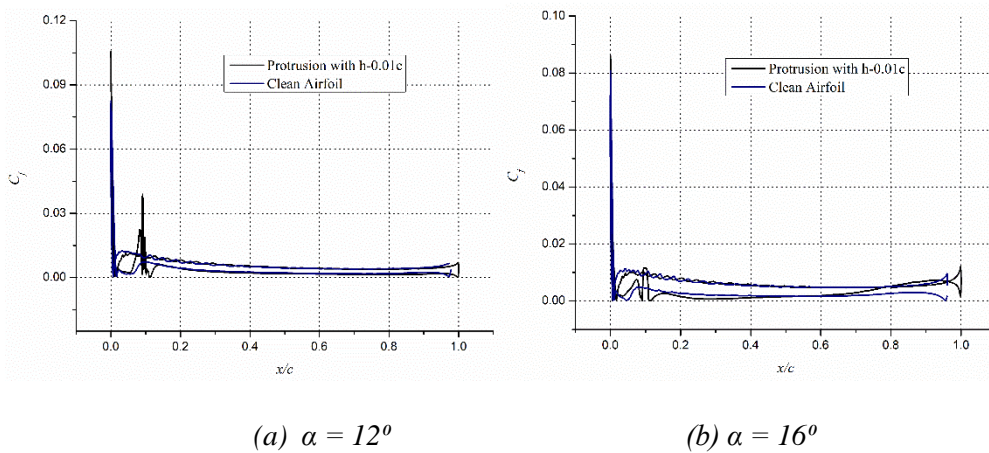 0.12
0.09
0.06
0.03
0.00
C_f
Protrusion with h-0.01c
Clean Airfoil
0.0 0.2 0.4 0.6 0.8 1.0
x/c
0.10
0.08
0.06
0.04
0.02
0.00
C_f
Protrusion with h-0.01c
Clean Airfoil
0.0 0.2 0.4 0.6 0.8 1.0
x/c
(a) α = 12⁰
(b) α = 16⁰